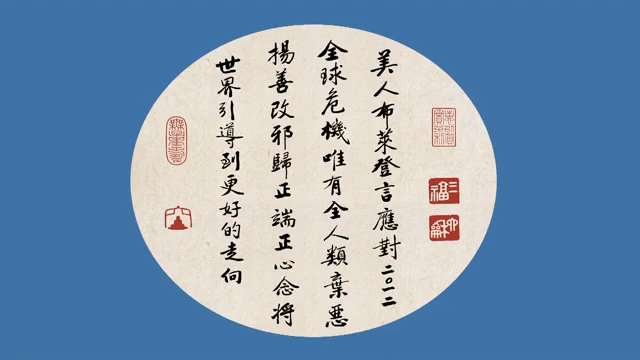 美人布萊登言應對二〇一二
全球危機唯有全人類棄惡
揚善改邪歸正端正心念將
世界引導到更好的走向